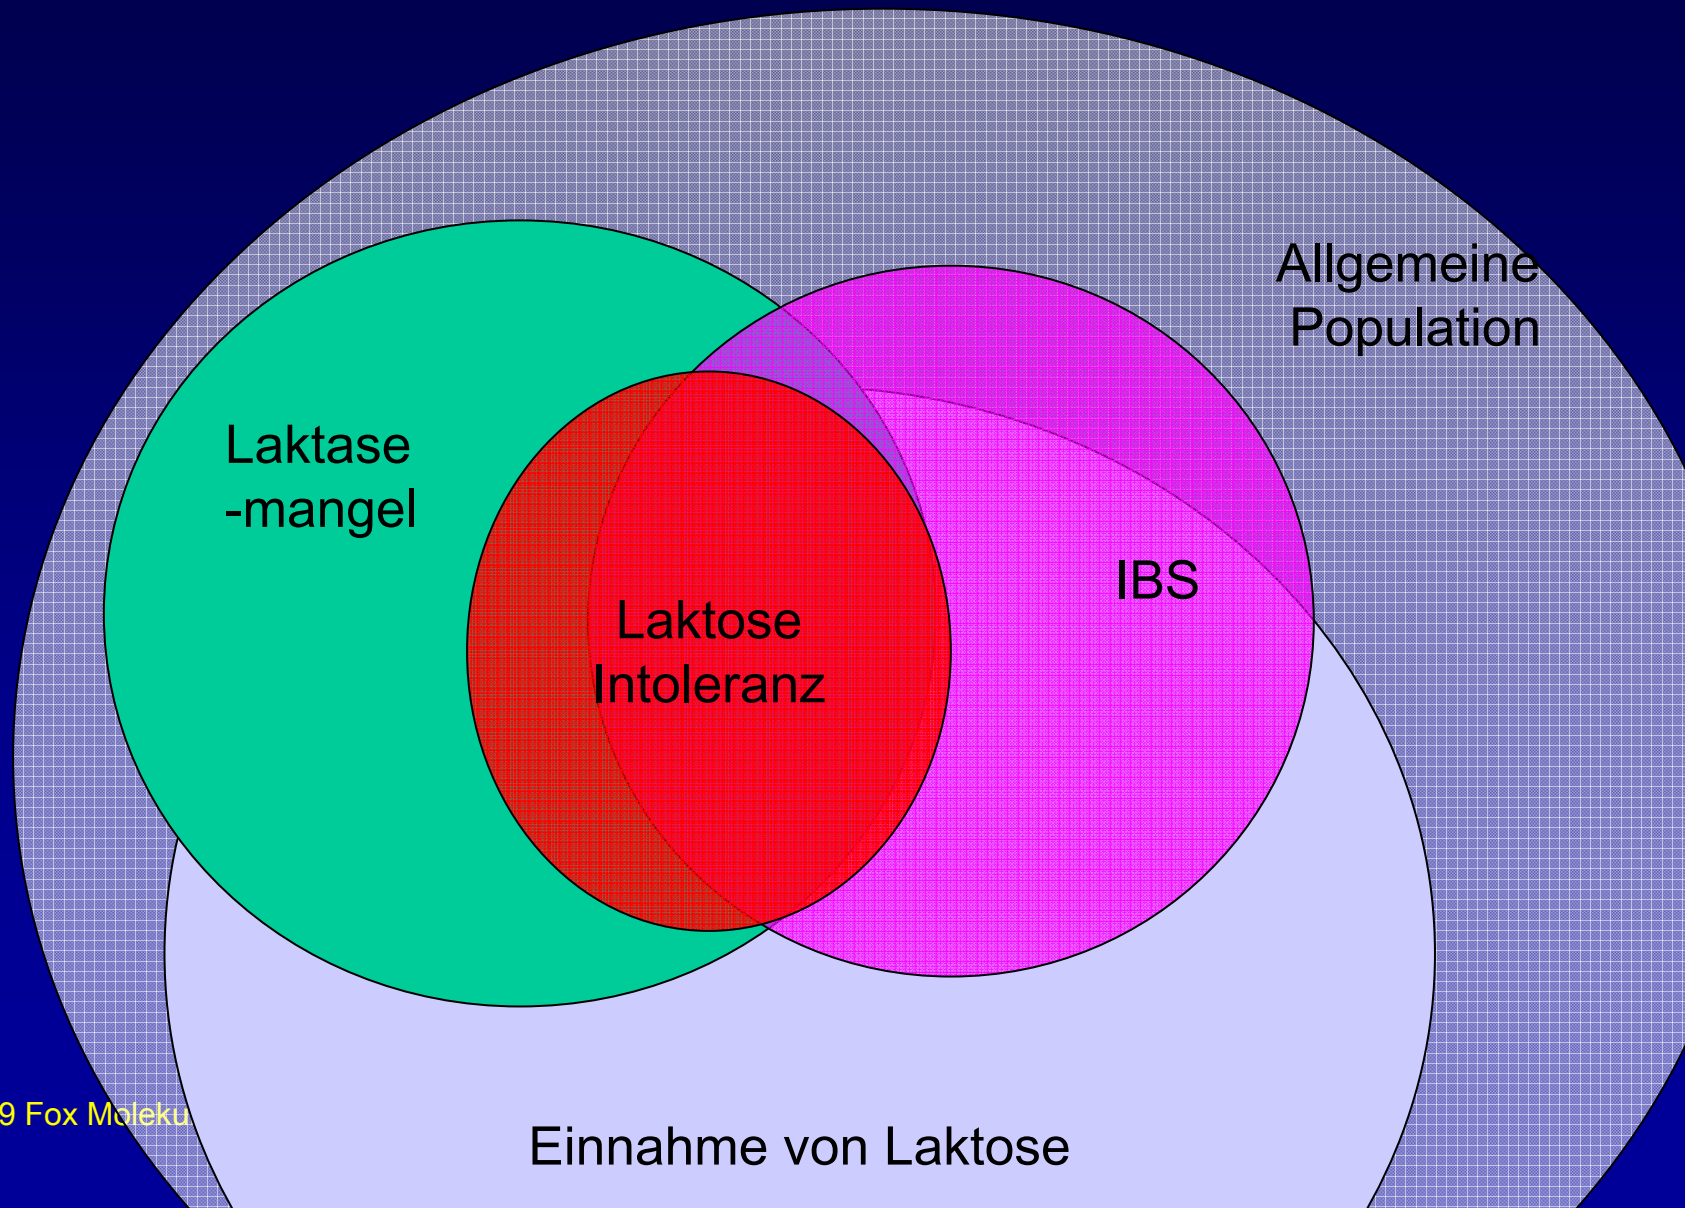 Allgemeine
Population
Laktase
-mangel
IBS
Laktose
Intoleranz
9 Fox Moleku
Einnahme von Laktose